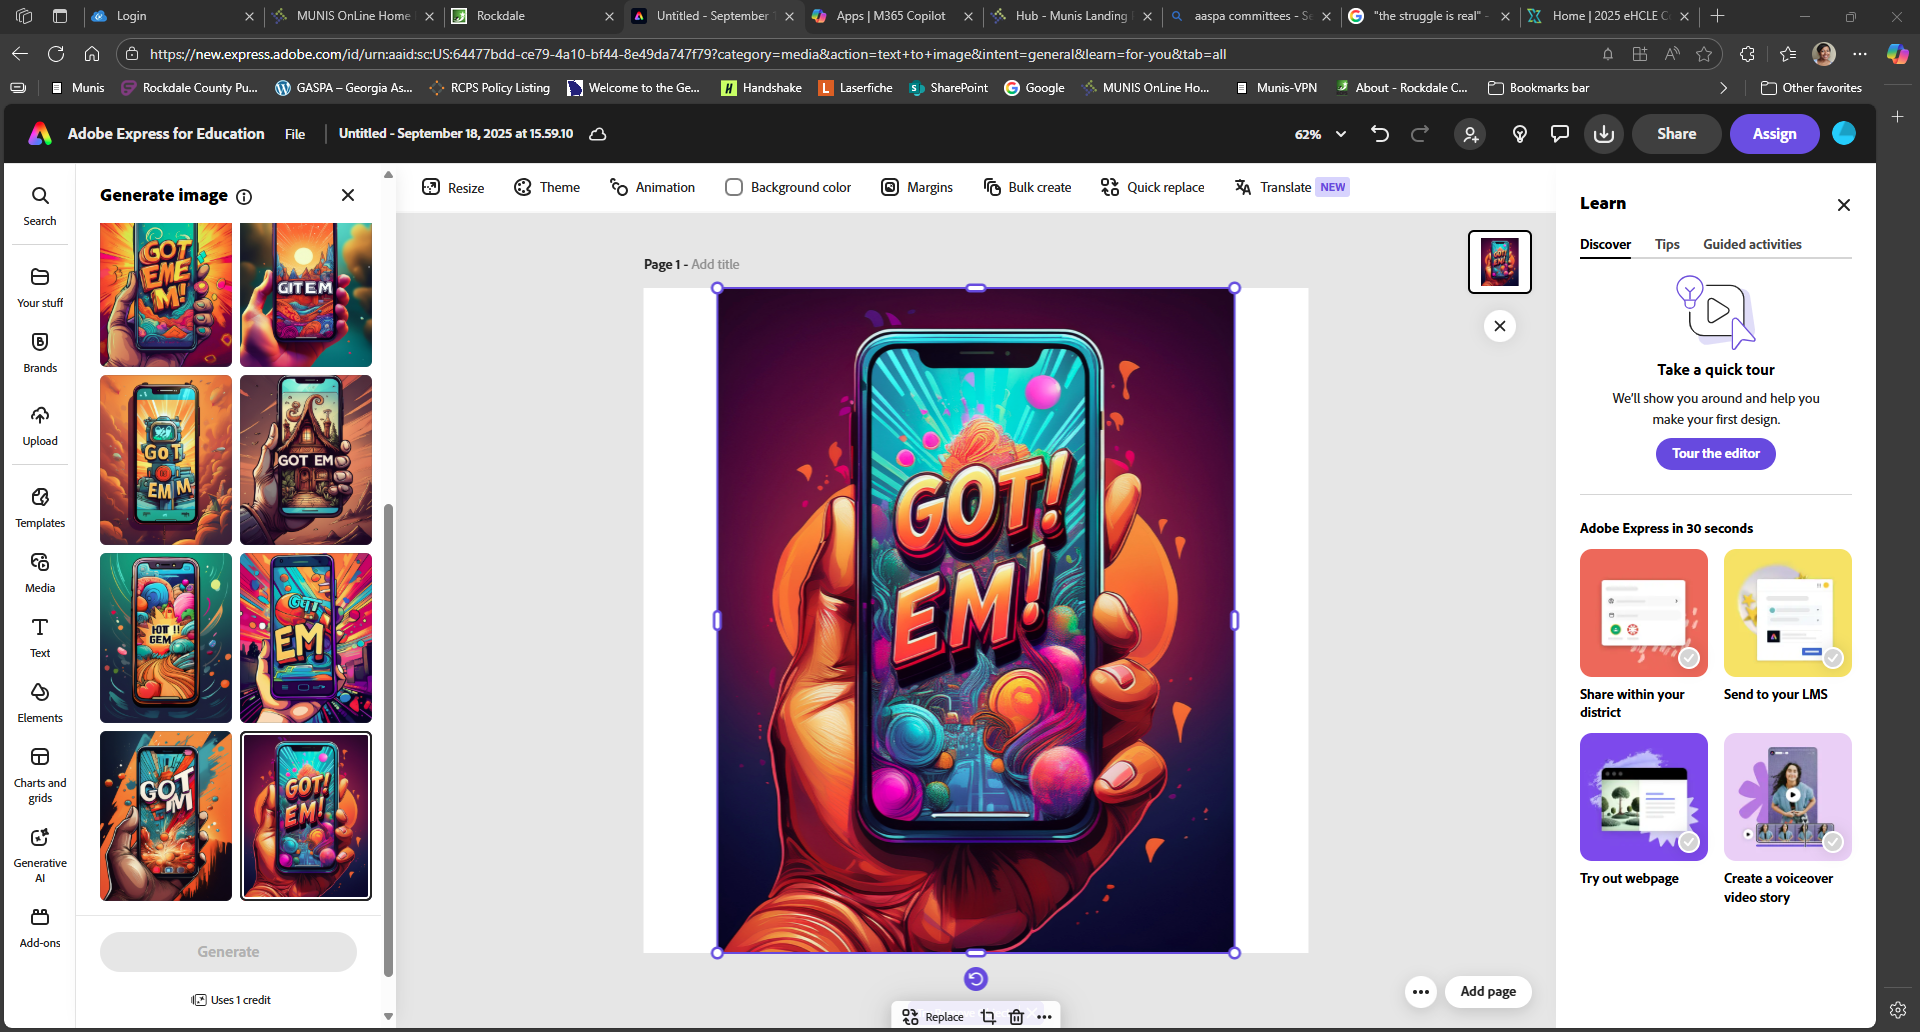 Login
MUNIS OnLine Home
Rockdale
Untitled - September 1
Apps | M365 Copilot
Hub - Munis Landing
aaspa committees - Se
"the struggle is real" -
Home | 2025 eHCLE C
https://new.express.adobe.com/id/urn:aaid:sc:US:64477bdd-ce79-4a10-bf44-8e49da747f79?category=media&action=text+to+image&intent=general&learn=for-you&tab=all
Munis
Rockdale County Pu...
GASPA – Georgia As...
RCPS Policy Listing
Welcome to the Ge...
Handshake
Laserfiche
SharePoint
Google
MUNIS OnLine Ho...
Munis-VPN
About - Rockdale C...
Bookmarks bar
Other favorites
Adobe Express for Education
File
Untitled - September 18, 2025 at 15.59.10
62%
Share
Assign
Search
Your stuff
Brands
Upload
Templates
Media
Text
Elements
Charts and
grids
Generative
AI
Add-ons
Generate image
GOT
EME
M!
GITEM
GOT
EM M
GOT EM
HOT !!
GEM
GETT
EM
GOT
IM
GOT!
EM!
Generate
Uses 1 credit
Resize
Theme
Animation
Background color
Margins
Bulk create
Quick replace
Translate NEW
Page 1 - Add title
GOT!
EM!
Replace
Add page
Learn
Discover
Tips
Guided activities
Take a quick tour
We'll show you around and help you
make your first design.
Tour the editor
Adobe Express in 30 seconds
Share within your
district
Send to your LMS
Try out webpage
Create a voiceover
video story